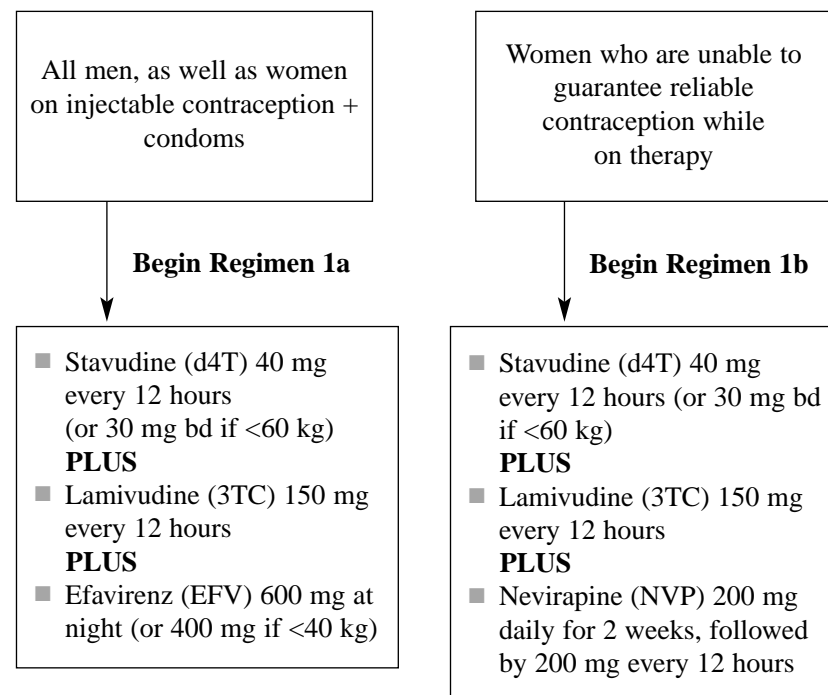 All men, as well as women
on injectable contraception +
condoms
Begin Regimen 1a
■ Stavudine (d4T) 40 mg
every 12 hours
(or 30 mg bd if <60 kg)
PLUS
■ Lamivudine (3TC) 150 mg
every 12 hours
PLUS
■ Efavirenz (EFV) 600 mg at
night (or 400 mg if <40 kg)
Women who are unable to
guarantee reliable
contraception while
on therapy
Begin Regimen 1b
■ Stavudine (d4T) 40 mg
every 12 hours (or 30 mg bd
if <60 kg)
PLUS
■ Lamivudine (3TC) 150 mg
every 12 hours
PLUS
■ Nevirapine (NVP) 200 mg
daily for 2 weeks, followed
by 200 mg every 12 hours